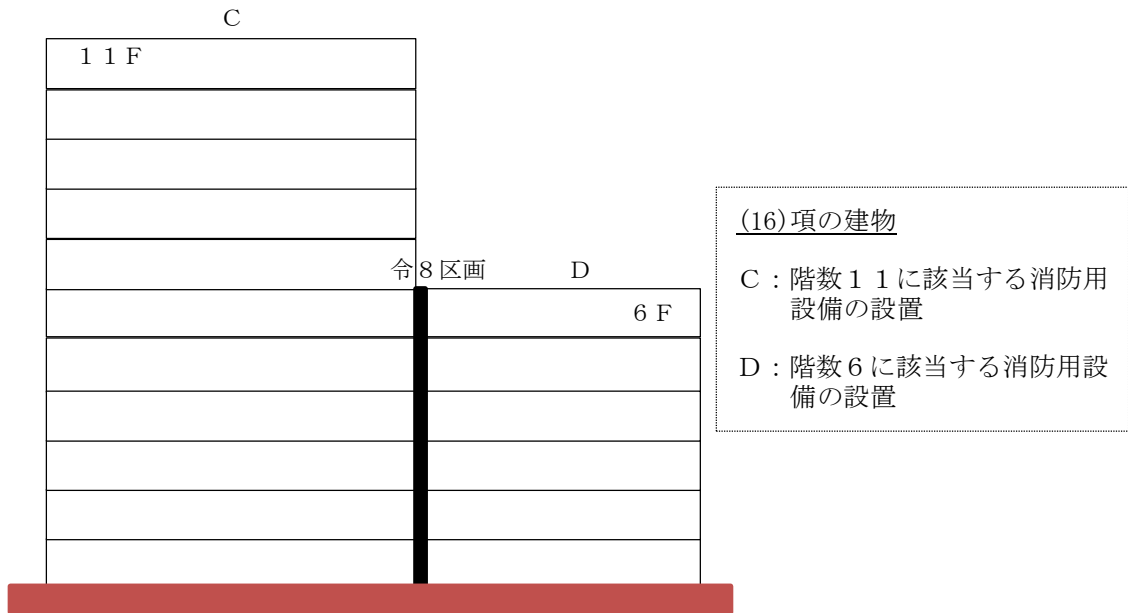 C
１１F
令８区画
D
６F
(16)項の建物
C：階数１１に該当する消防用
設備の設置
D：階数６に該当する消防用設
備の設置